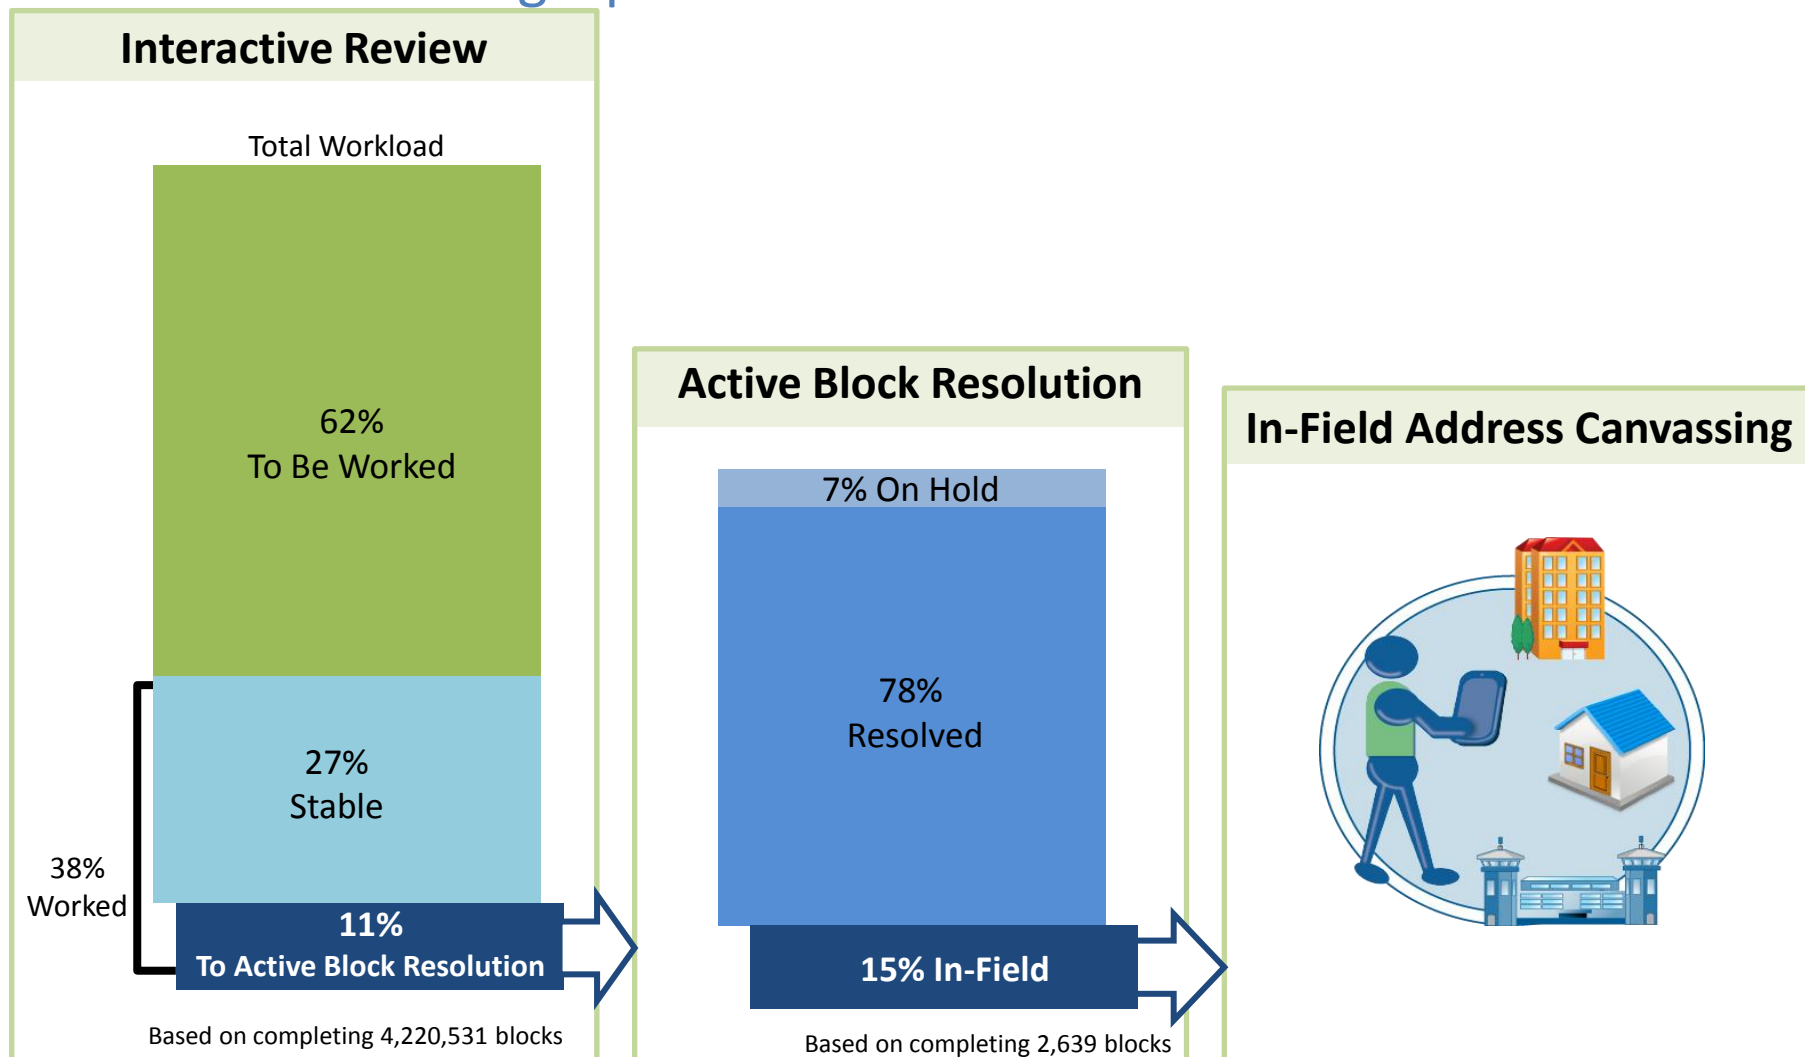 Interactive Review
Total Workload
62%
To Be Worked
27%
Stable
38%
Worked
11%
To Active Block Resolution
Based on completing 4,220,531 blocks
Active Block Resolution
7% On Hold
78%
Resolved
15% In-Field
Based on completing 2,639 blocks
In-Field Address Canvassing